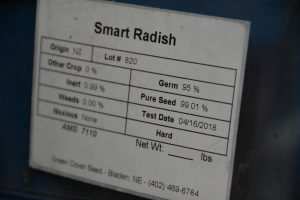 Smart Radish
Origin NZ Lot # 820
Other Crop 0 % Germ 95 %
Inert 0.99 % Pure Seed 99.01 %
Weeds 0.00 % Test Date 04/16/2018
Noxious None Hard
AMS 7110 Net Wt: ____ lbs
Green Cover Seed - Bladen, NE - (402) 469-6784